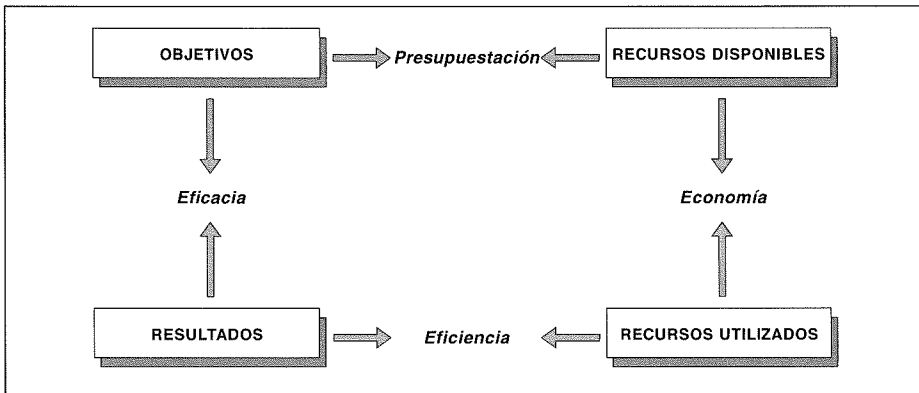 OBJETIVOS
Presupuestación
RECURSOS DISPONIBLES
Eficacia
Economía
RESULTADOS
Eficiencia
RECURSOS UTILIZADOS